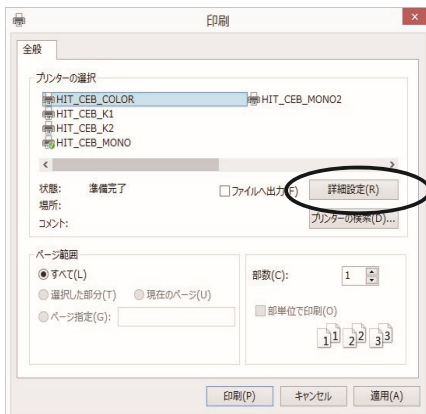 印刷
×
全般
プリンターの選択
HIT_CEB_COLOR HIT_CEB_MONO2
HIT_CEB_K1
HIT_CEB_K2
HIT_CEB_MONO
状態: 準備完了 ファイルへ出力(F) 詳細設定(R)
場所:
コメント: プリンターの検索(D)...
ページ範囲
すべて(L)
選択した部分(T) 現在のページ(U)
ページ指定(G):
部数(C): 1
部単位で印刷(O)
1 1 2 2 3 3
印刷(P) キャンセル 適用(A)